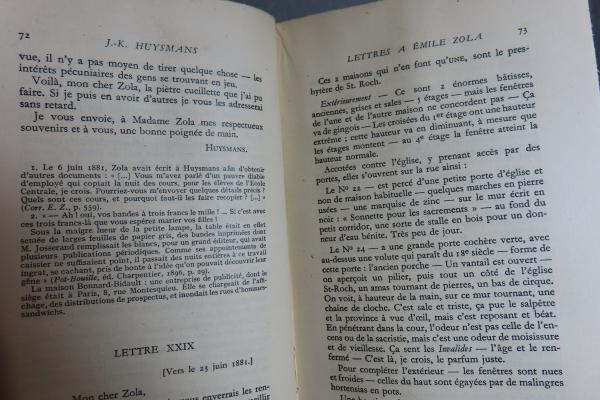 72
J.-K. HUYSMANS
vue, il n'y a pas moyen de tirer quelque chose — les
intérêts pécuniaires des gens se trouvant en jeu.
Voilà, mon cher Zola, la piètre cueillette que j'ai pu
faire. Si je puis en avoir d'autres je vous les adresserai
sans retard.
Je vous envoie, à Madame Zola mes respectueux
souvenirs et à vous, une bonne poignée de main,
HUYSMANS.
1. Le 6 juin 1881, Zola avait écrit à Huysmans afin d'obtenir
d'autres documents : « [...] Vous m'avez parlé d'un pauvre diable
d'employé qui copiait la nuit des cours, pour les élèves de l'Ecole
Centrale, je crois. Pourriez-vous m'envoyer quelques détails précis ?
Quels sont ces cours, et pourquoi faut-il les faire recopier ? [..] »
(Corr. E. Z., p. 559).
2. « — Ah ! oui, vos bandes à trois francs le mille !... Si c'est avec
ces trois francs-là que vous espérez marier vos filles !
Sous la maigre lueur de la petite lampe, la table était en effet
semée de larges feuilles de papier gris, des bandes imprimées dont
M. Josserand remplissait les blancs, pour un grand éditeur, qui avait
plusieurs publications périodiques. Comme ses appointements de
caissier ne suffisaient point, il passait des nuits entières à ce travail
ingrat, se cachant, pris de honte à l'idée qu'on pouvait découvrir leur
gêne » (Pot-Bouille, éd. Charpentier, 1896, p. 29).
La maison Bonnard-Bidault : une entreprise de publicité, dont le
siège était à Paris, 8, rue Montesquieu. Elle se chargeait de l'affi-
chage, des distributions de prospectus, et inondait les rues d'hommes-
sandwichs.
LETTRE XXIX
[Vers le 23 juin 1881.]
Mon cher Zola,
LETTRES A ÉMILE ZOLA
73
Ces 2 maisons qui n'en font qu'UNE, sont le pres-
bytère de St. Roch.
Extérieurement — Ce sont 2 énormes bâtisses,
anciennes, grises et sales — 5 étages — mais les fenêtres
de l'une et de l'autre maison ne concordent pas — Ça
va de gingois — Les croisées du 1er étage ont une hauteur
extrême ; cette hauteur va en diminuant, à mesure que
les étages montent — au 4e étage la fenêtre atteint la
hauteur normale.
Accotées contre l'Église, y prenant accès par des
portes, elles s'ouvrent sur la rue ainsi :
Le No 22 — est percé d'une petite porte d'église et
non de maison habituelle — quelques marches en pierre
usées — une marquise de zinc — sur le mur écrit en
noir : « Sonnette pour les sacrements » — au fond du
petit corridor, une sorte de stalle en bois pour un don-
neur d'eau bénite. Très peu de jour.
Le No 24 — a une grande porte cochère verte, avec
au-dessus une volute qui paraît du 18e siècle — forme de
cette porte : l'ancien porche — Un vantail est ouvert —
on aperçoit un pilier, puis tout un côté de l'église
St-Roch, un amas tournant de pierres, un bas de cirque.
On voit, à hauteur de la main, sur ce mur tournant, une
chaine de cloche. C'est sale et triste, ça pue le salpêtre
et la province à vue d'œil, mais c'est reposant et béat.
En pénétrant dans la cour, l'odeur n'est pas celle de l'en-
cens ou de la sacristie, mais c'est une odeur de moisissure
et de vieillesse. Ça sent les Invalides — l'âge et le ren-
fermé — C'est là, je crois, le parfum juste.
Pour compléter l'extérieur — les fenêtres sont nues
et froides — celles du haut sont égayées par de malingres
hortensias en pots.